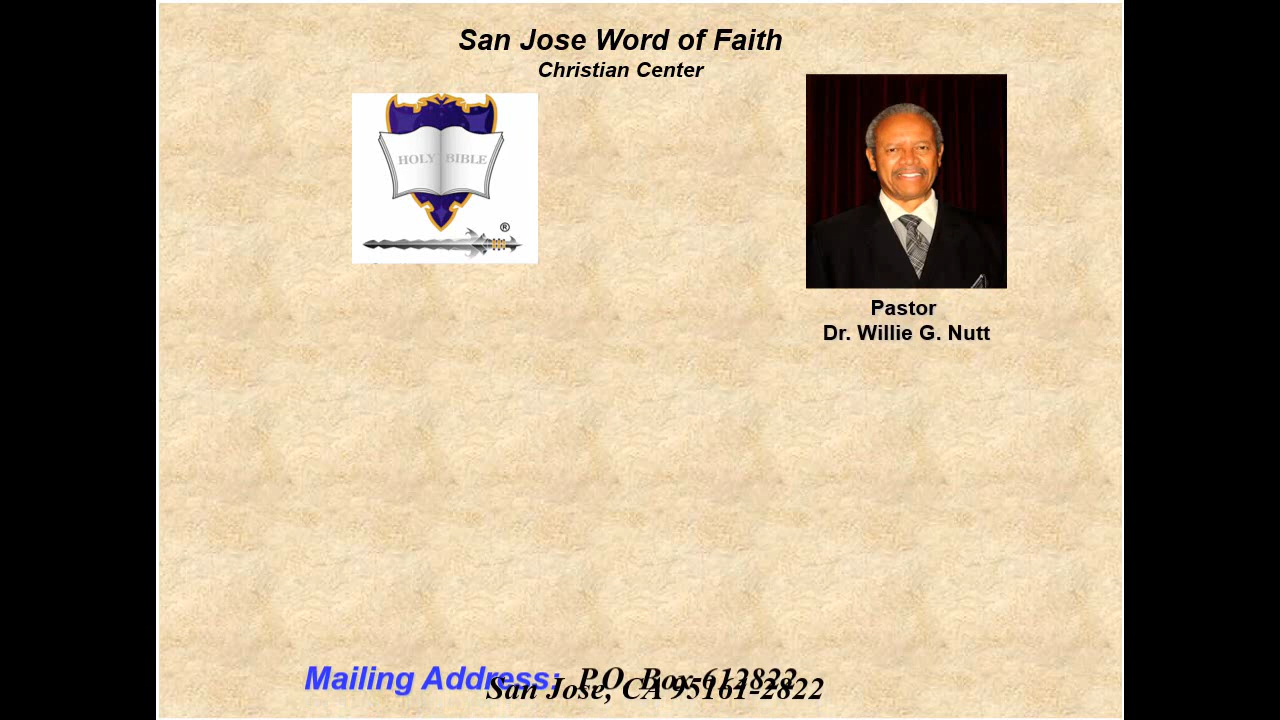 San Jose Word of Faith
Christian Center
HOLY BIBLE
®
Pastor
Dr. Willie G. Nutt
Mailing Address: P.O. Box-612822
San Jose, CA 95161-2822